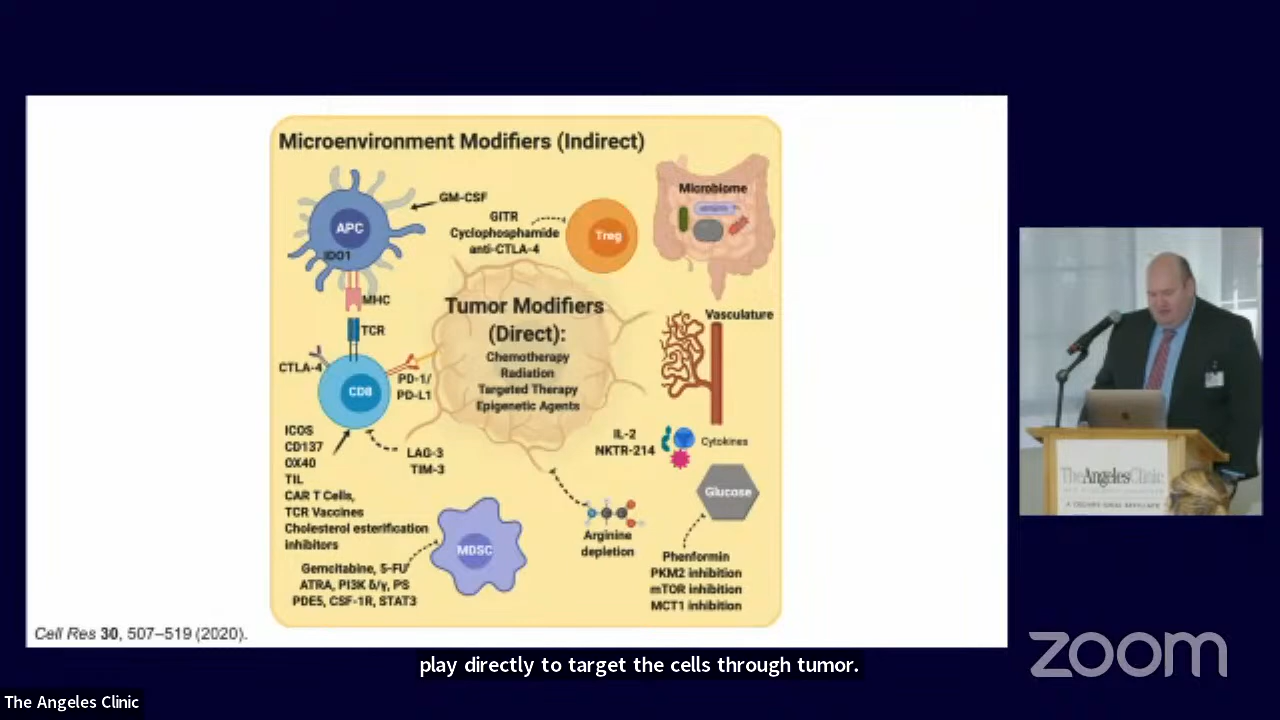 Microenvironment Modifiers (Indirect)
GM-CSF
APC
IDO1
MHC
TCR
CTLA-4
CD8
PD-1/
PD-L1
ICOS
CD137
OX40
TIL
CAR T Cells,
TCR Vaccines
Cholesterol esterification
inhibitors
LAG-3
TIM-3
GITR
Cyclophosphamide
anti-CTLA-4
Treg
Microbiome
Tumor Modifiers
(Direct):
Chemotherapy
Radiation
Targeted Therapy
Epigenetic Agents
Vasculature
IL-2
NKTR-214
Cytokines
Glucose
Arginine
depletion
Phenformin
PKM2 inhibition
mTOR inhibition
MCT1 inhibition
MDSC
Gemcitabine, 5-FU
ATRA, PI3K δ/γ, PS
PDE5, CSF-1R, STAT3
Cell Res 30, 507–519 (2020).
TheAngelesClinic
play directly to target the cells through tumor.
zoom
The Angeles Clinic